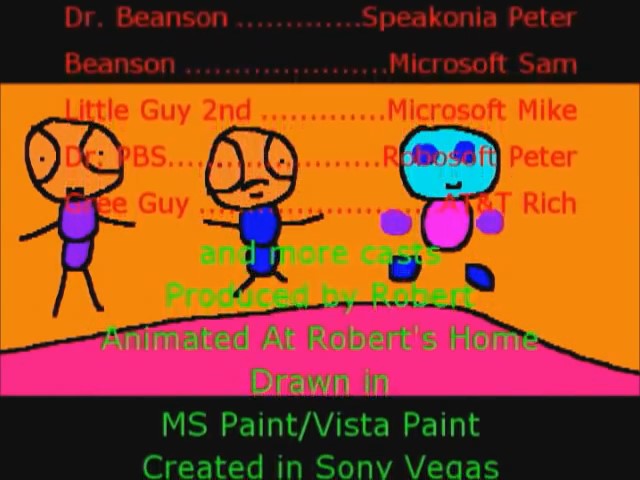 Dr. Beanson .............Speakonia Peter
Beanson .....................Microsoft Sam
Little Guy 2nd .............Microsoft Mike
Dr. PBS......................Robosoft Peter
Gree Guy ........................AT&T Rich
and more casts
Produced by Robert
Animated At Robert's Home
Drawn in
MS Paint/Vista Paint
Created in Sony Vegas